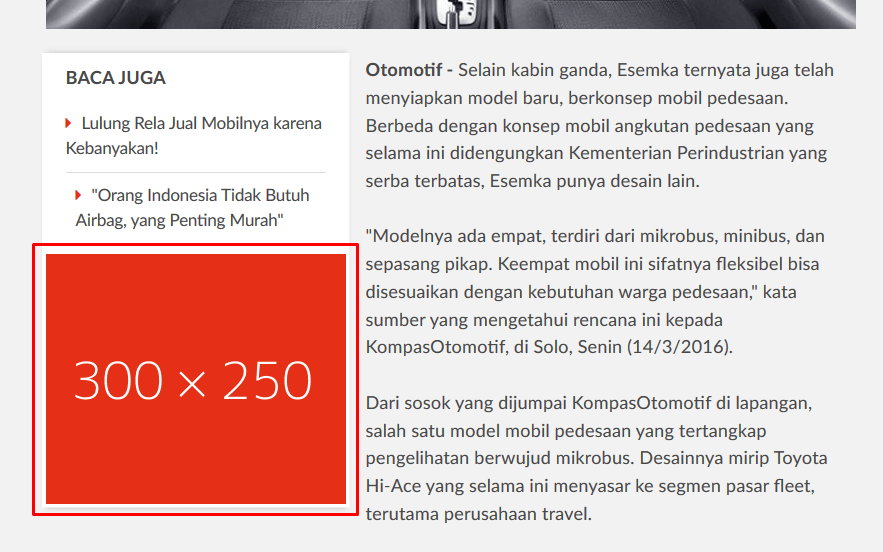 BACA JUGA
Lulung Rela Jual Mobilnya karena
Kebanyakan!
"Orang Indonesia Tidak Butuh
Airbag, yang Penting Murah"
300 × 250
Otomotif - Selain kabin ganda, Esemka ternyata juga telah
menyiapkan model baru, berkonsep mobil pedesaan.
Berbeda dengan konsep mobil angkutan pedesaan yang
selama ini didengungkan Kementerian Perindustrian yang
serba terbatas, Esemka punya desain lain.
"Modelnya ada empat, terdiri dari mikrobus, minibus, dan
sepasang pikap. Keempat mobil ini sifatnya fleksibel bisa
disesuaikan dengan kebutuhan warga pedesaan," kata
sumber yang mengetahui rencana ini kepada
KompasOtomotif, di Solo, Senin (14/3/2016).
Dari sosok yang dijumpai KompasOtomotif di lapangan,
salah satu model mobil pedesaan yang tertangkap
pengelihatan berwujud mikrobus. Desainnya mirip Toyota
Hi-Ace yang selama ini menyasar ke segmen pasar fleet,
terutama perusahaan travel.